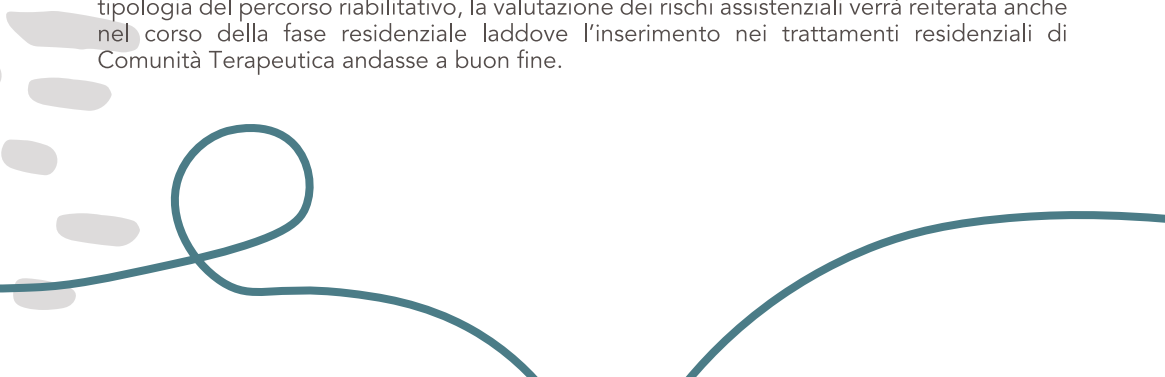 tipologia del percorso riabilitativo, la valutazione dei rischi assistenziali verrà reiterata anche
nel corso della fase residenziale laddove l’inserimento nei trattamenti residenziali di
Comunità Terapeutica andasse a buon fine.